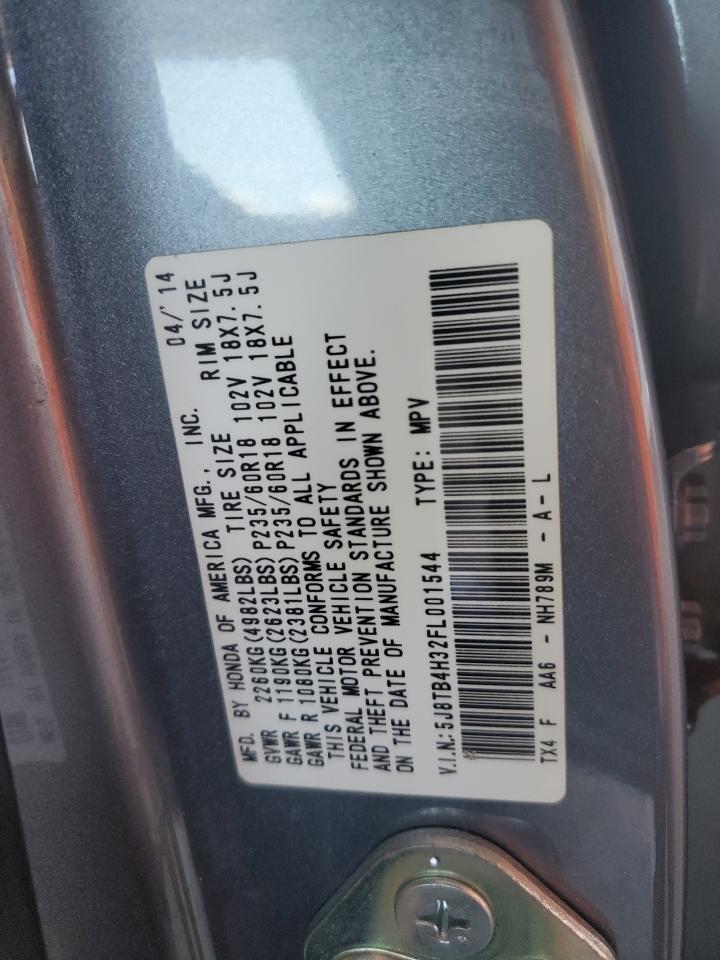 MFD. BY HONDA OF AMERICA MFG., INC. 04/'14
GVWR 2260KG(4982LBS) TIRE SIZE RIM SIZE
GAWR F 1190KG(2623LBS)P235/60R18 102V 18X7.5J
GAWR R 1080KG(2381LBS)P235/60R18 102V 18X7.5J
THIS VEHICLE CONFORMS TO ALL APPLICABLE
FEDERAL MOTOR VEHICLE SAFETY
AND THEFT PREVENTION STANDARDS IN EFFECT
ON THE DATE OF MANUFACTURE SHOWN ABOVE.
V.I.N.:5J8TB4H32FL001544 TYPE: MPV
TX4 F AA6 - NH789M - A - L